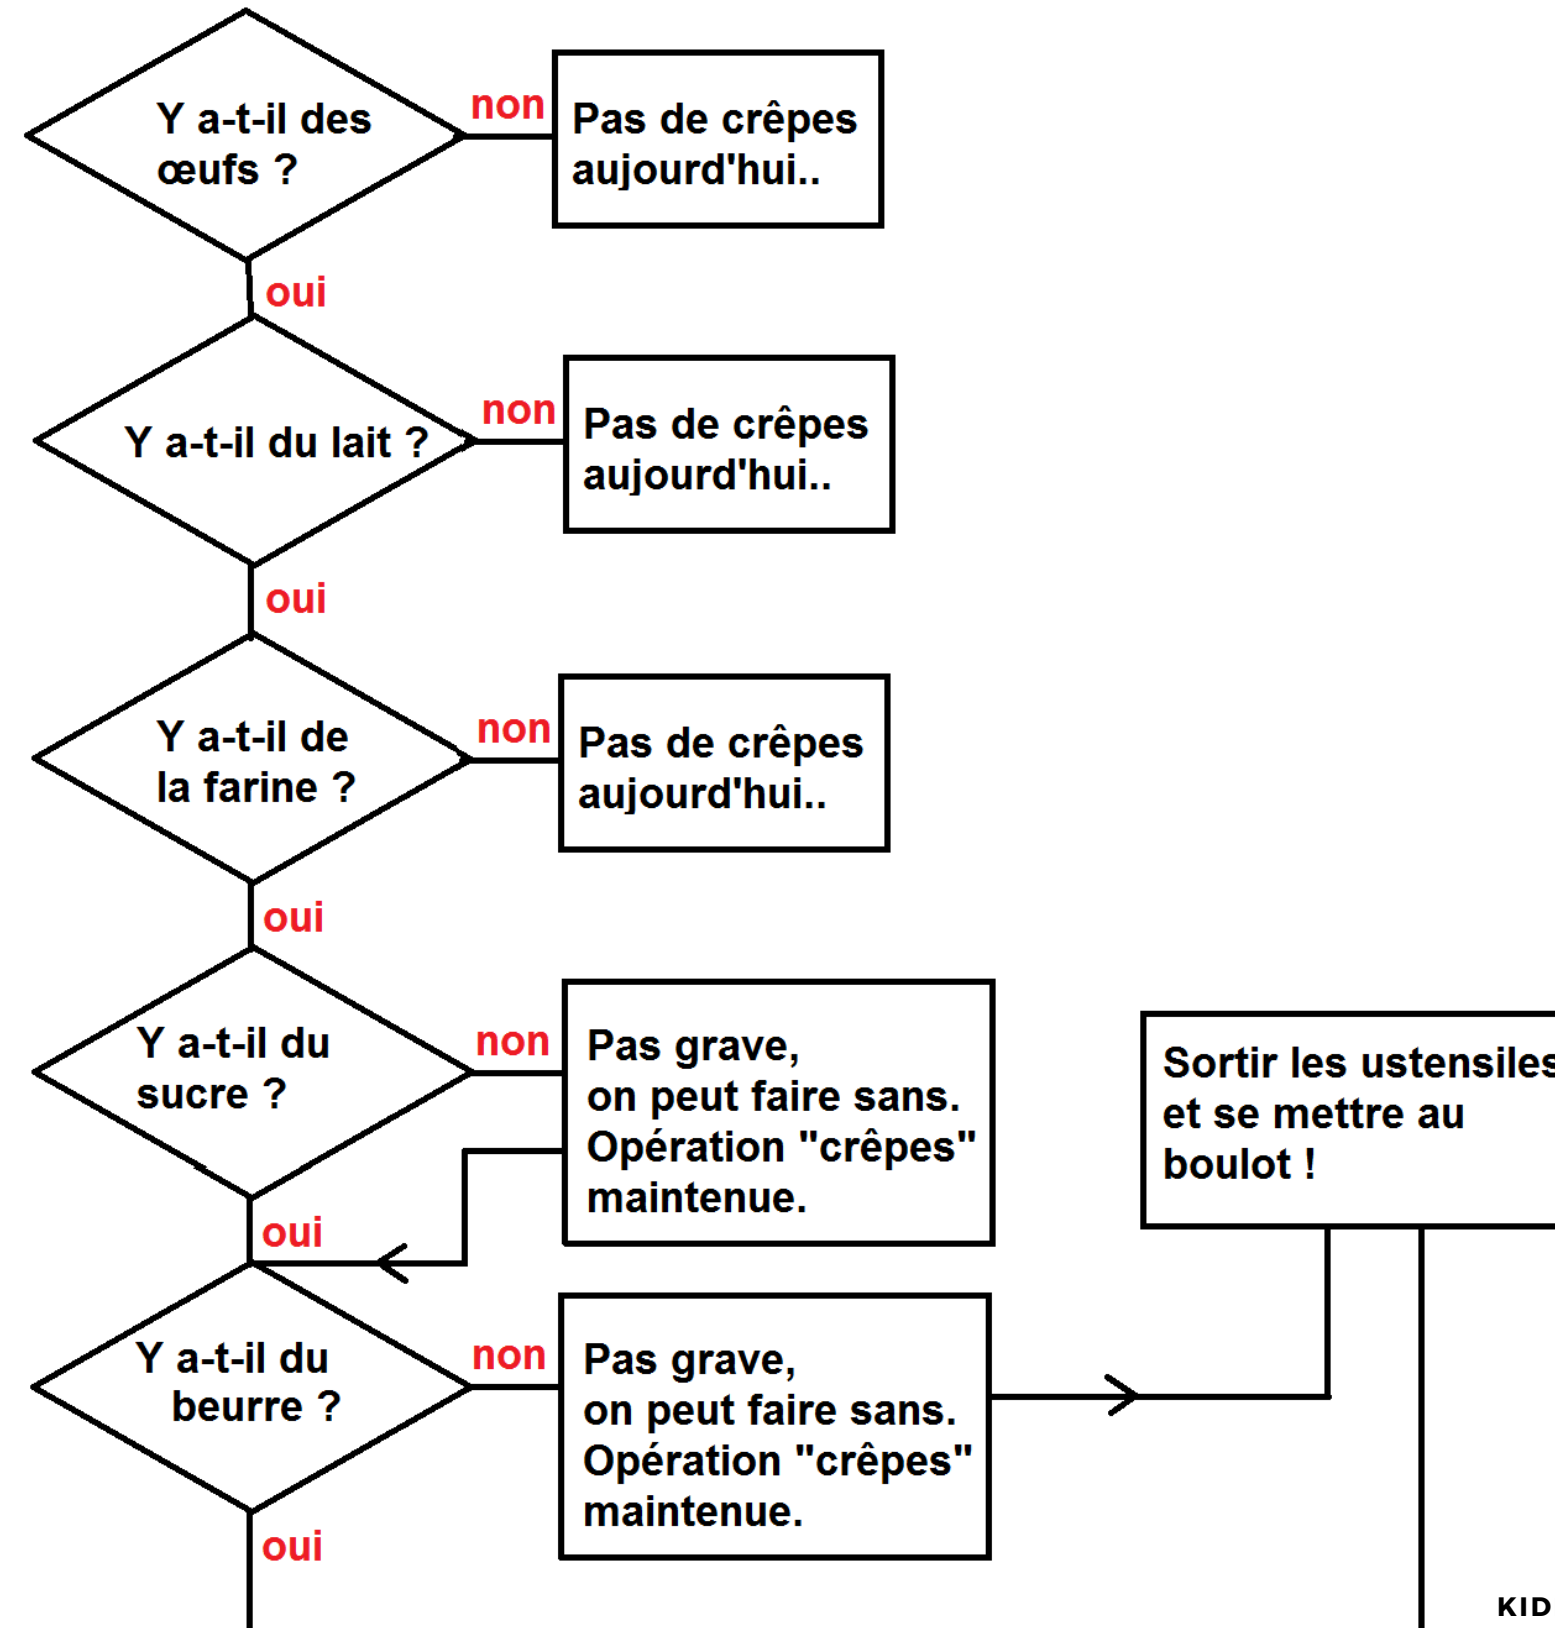 Y a-t-il des
œufs ?
non
Pas de crêpes
aujourd'hui..
oui
Y a-t-il du lait ?
non
Pas de crêpes
aujourd'hui..
oui
Y a-t-il de
la farine ?
non
Pas de crêpes
aujourd'hui..
oui
Y a-t-il du
sucre ?
non
Pas grave,
on peut faire sans.
Opération "crêpes"
maintenue.
oui
Sortir les ustensiles
et se mettre au
boulot !
Y a-t-il du
beurre ?
non
Pas grave,
on peut faire sans.
Opération "crêpes"
maintenue.
oui
KID